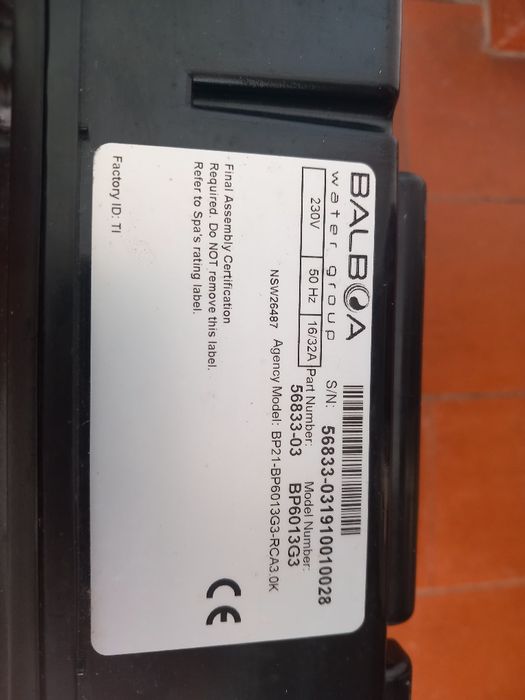 BALBOA
water group
230V 50 Hz 16/32A
S/N: 56833-031910010028
Part Number: Model Number:
56833-03 BP6013G3
NSW26487 Agency Model: BP21-BP6013G3-RCA3.0K
Final Assembly Certification
Required. Do NOT remove this label.
Refer to Spa's rating label.
CE
Factory ID: TI